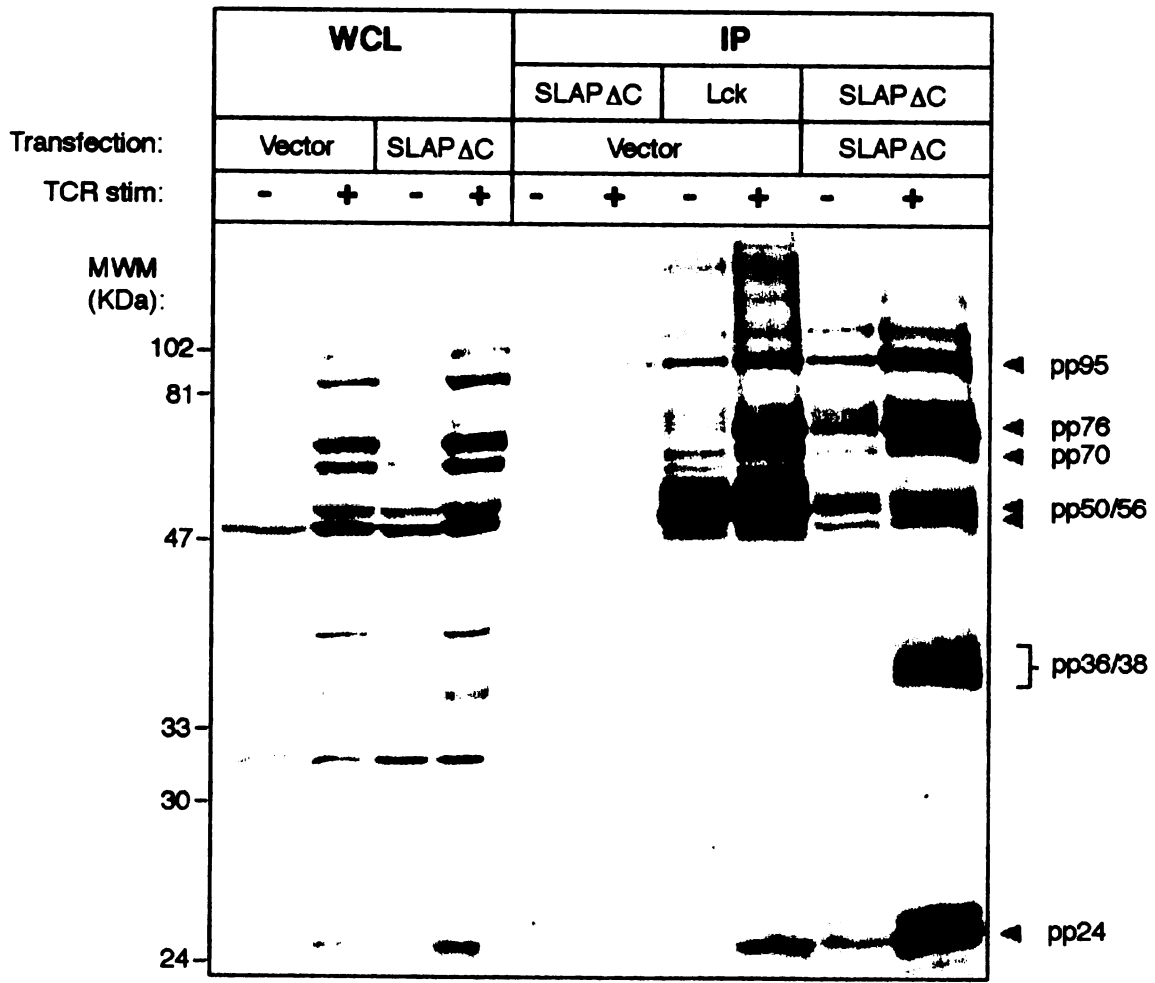 WCL IP
SLAPΔC Lck SLAPΔC
Transfection: Vector SLAPΔC Vector SLAPΔC
TCR stim: - + - + - + - + - +
MWM
(KDa):
102
pp95
81
pp76
pp70
pp50/56
47
pp36/38
33
30
pp24
24